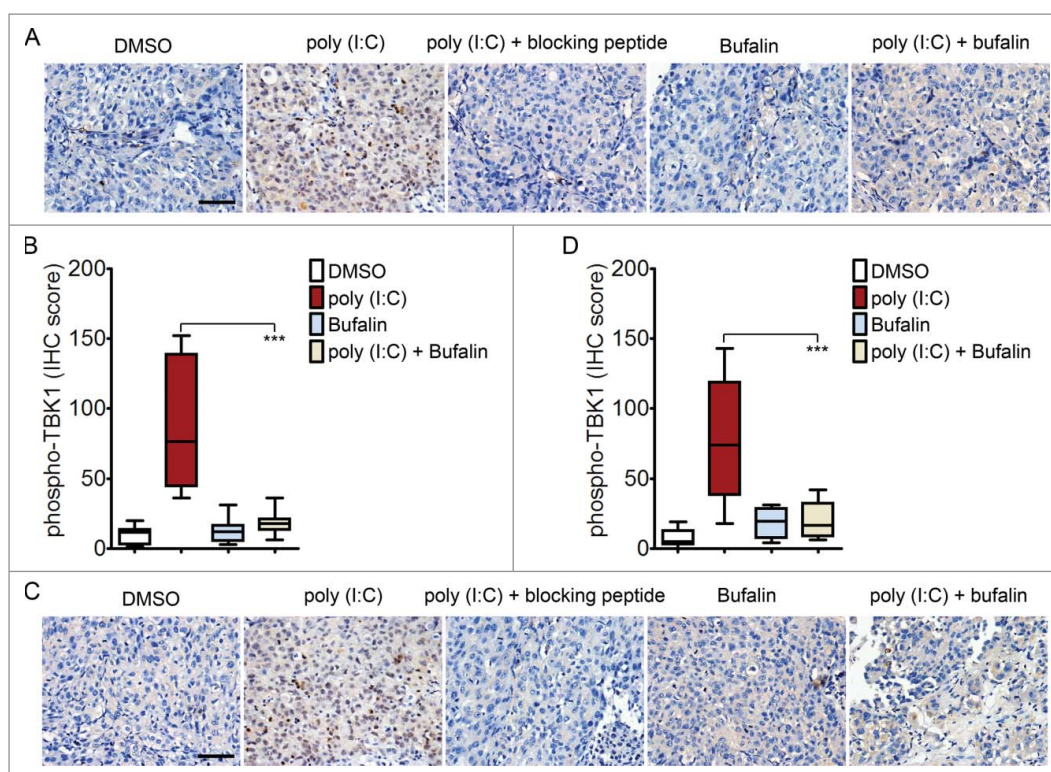 A
DMSO
poly (I:C)
poly (I:C) + blocking peptide
Bufalin
poly (I:C) + bufalin
B
phospho-TBK1 (IHC score)
200
150
100
50
0
***
DMSO
poly (I:C)
Bufalin
poly (I:C) + Bufalin
D
phospho-TBK1 (IHC score)
200
150
100
50
0
***
DMSO
poly (I:C)
Bufalin
poly (I:C) + Bufalin
C
DMSO
poly (I:C)
poly (I:C) + blocking peptide
Bufalin
poly (I:C) + bufalin